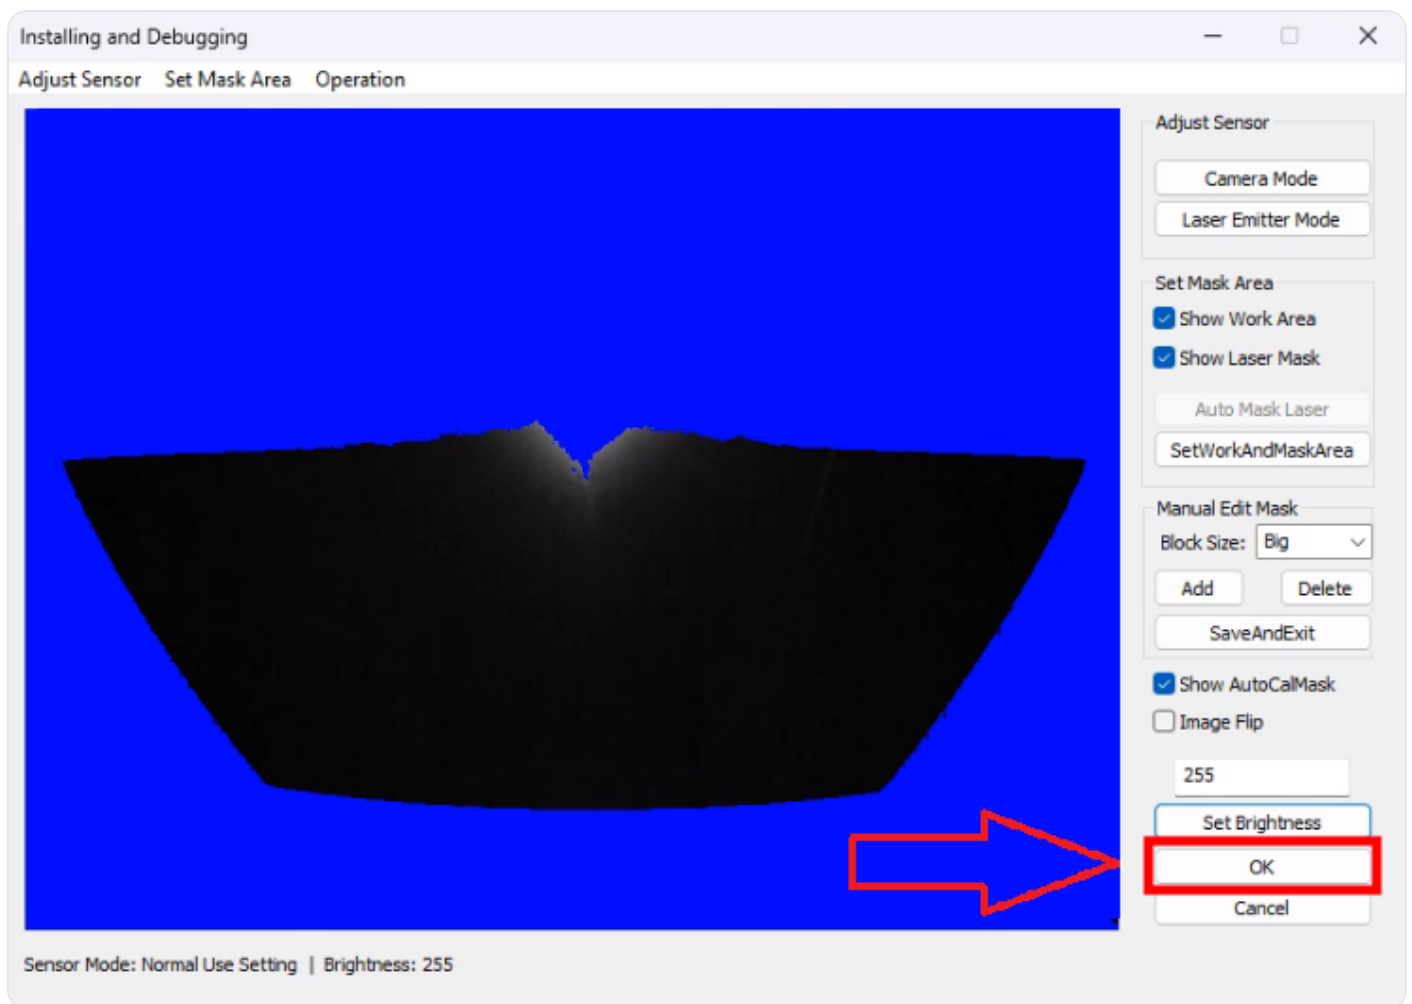 Installing and Debugging
Adjust Sensor Set Mask Area Operation
Adjust Sensor
Camera Mode
Laser Emitter Mode
Set Mask Area
Show Work Area
Show Laser Mask
Auto Mask Laser
SetWorkAndMaskArea
Manual Edit Mask
Block Size: Big
Add Delete
SaveAndExit
Show AutoCalMask
Image Flip
255
Set Brightness
OK
Cancel
Sensor Mode: Normal Use Setting | Brightness: 255